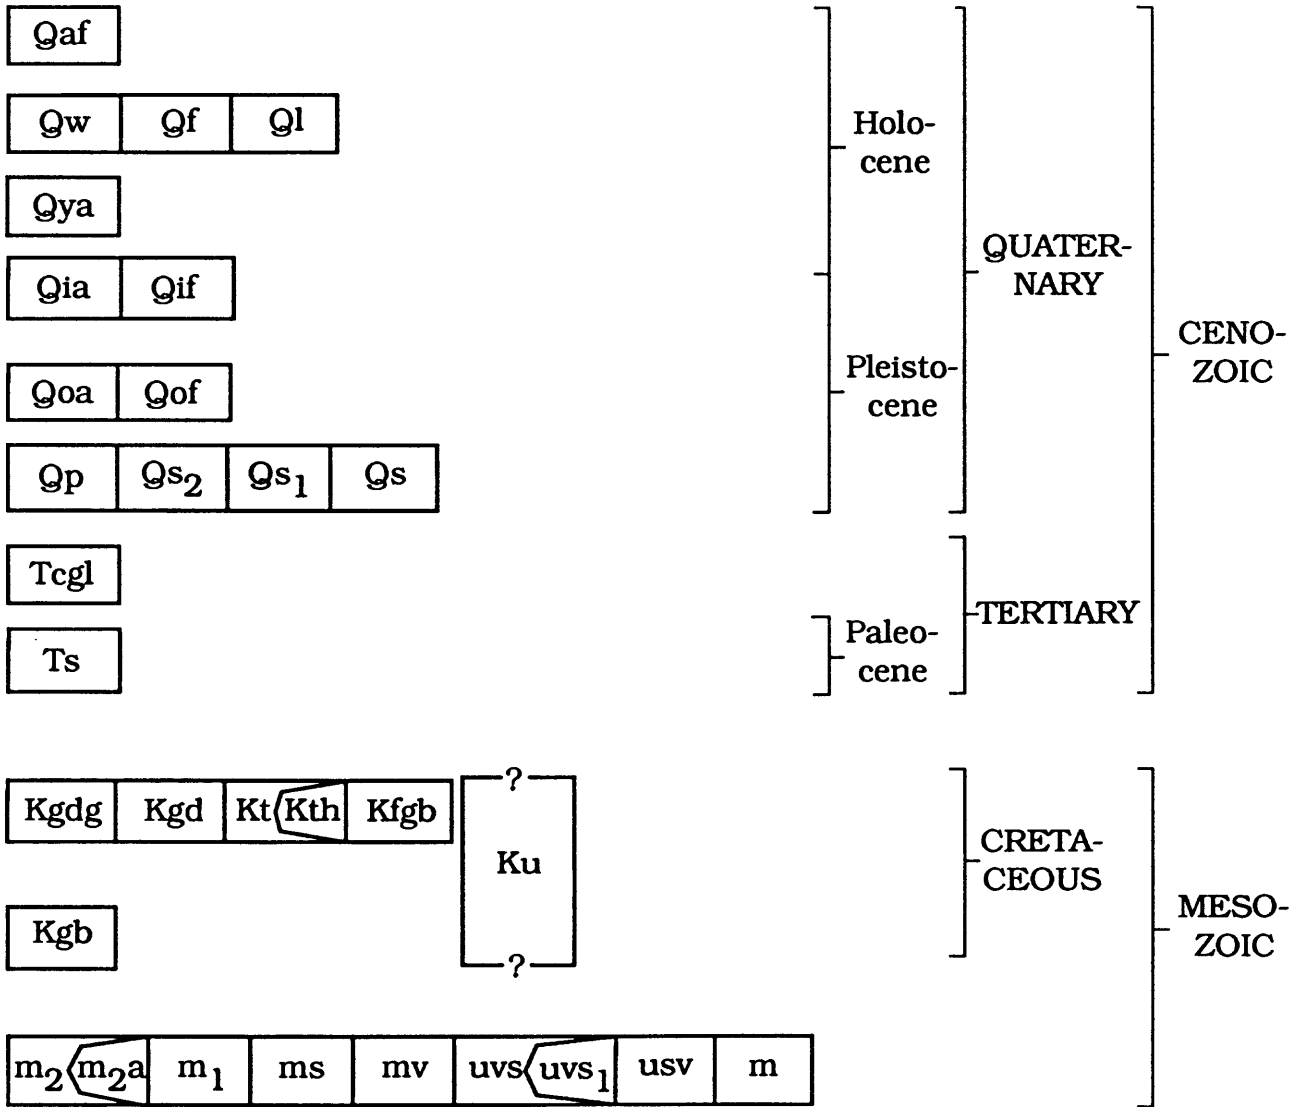 Qaf
Qw Qf Ql
Holo-
cene
Qya
QUATER-
NARY
Qia Qif
CENO-
ZOIC
Qoa Qof
Pleisto-
cene
Qp Qs2 Qs1 Qs
Tcgl
TERTIARY
Ts
Paleo-
cene
Kgdg Kgd Kt Kth Kfgb
?
Ku
?
CRETA-
CEOUS
Kgb
MESO-
ZOIC
m2 m2a m1 ms mv uvs uvs1 usv m